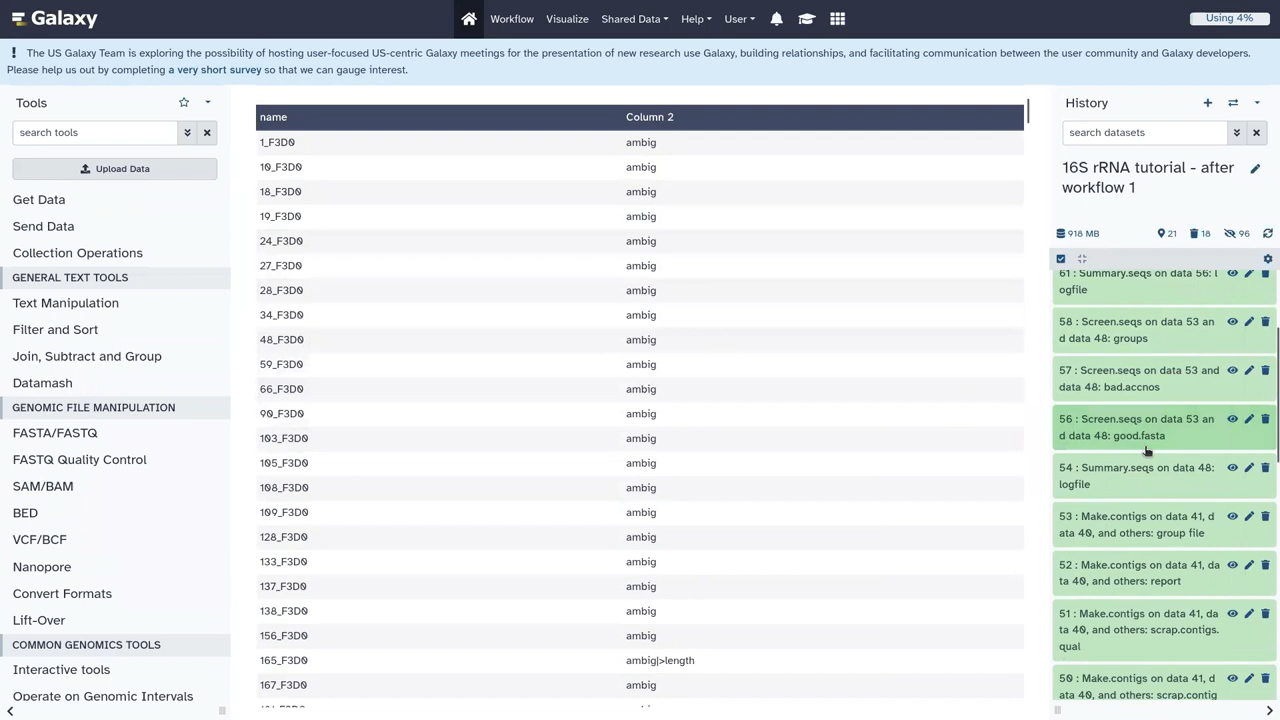 Galaxy
Workflow Visualize Shared Data Help User Using 4%
! The US Galaxy Team is exploring the possibility of hosting user-focused US-centric Galaxy meetings for the presentation of new research use Galaxy, building relationships, and facilitating communication between the user community and Galaxy developers.
Please help us out by completing a very short survey so that we can gauge interest.
Tools
search tools
Upload Data
Get Data
Send Data
Collection Operations
GENERAL TEXT TOOLS
Text Manipulation
Filter and Sort
Join, Subtract and Group
Datamash
GENOMIC FILE MANIPULATION
FASTA/FASTQ
FASTQ Quality Control
SAM/BAM
BED
VCF/BCF
Nanopore
Convert Formats
Lift-Over
COMMON GENOMICS TOOLS
Interactive tools
Operate on Genomic Intervals
name Column 2
1_F3D0 ambig
10_F3D0 ambig
18_F3D0 ambig
19_F3D0 ambig
24_F3D0 ambig
27_F3D0 ambig
28_F3D0 ambig
34_F3D0 ambig
48_F3D0 ambig
59_F3D0 ambig
66_F3D0 ambig
90_F3D0 ambig
103_F3D0 ambig
105_F3D0 ambig
108_F3D0 ambig
109_F3D0 ambig
128_F3D0 ambig
133_F3D0 ambig
137_F3D0 ambig
138_F3D0 ambig
156_F3D0 ambig
165_F3D0 ambig|>length
167_F3D0 ambig
History
search datasets
16S rRNA tutorial - after
workflow 1
918 MB 21 18 96
61 : Summary.seqs on data 56: l
ogfile
58 : Screen.seqs on data 53 an
d data 48: groups
57 : Screen.seqs on data 53 and
data 48: bad.accnos
56 : Screen.seqs on data 53 an
d data 48: good.fasta
54 : Summary.seqs on data 48:
logfile
53 : Make.contigs on data 41, d
ata 40, and others: group file
52 : Make.contigs on data 41, da
ta 40, and others: report
51 : Make.contigs on data 41, da
ta 40, and others: scrap.contigs.
qual
50 : Make.contigs on data 41, d
ata 40, and others: scrap.contig